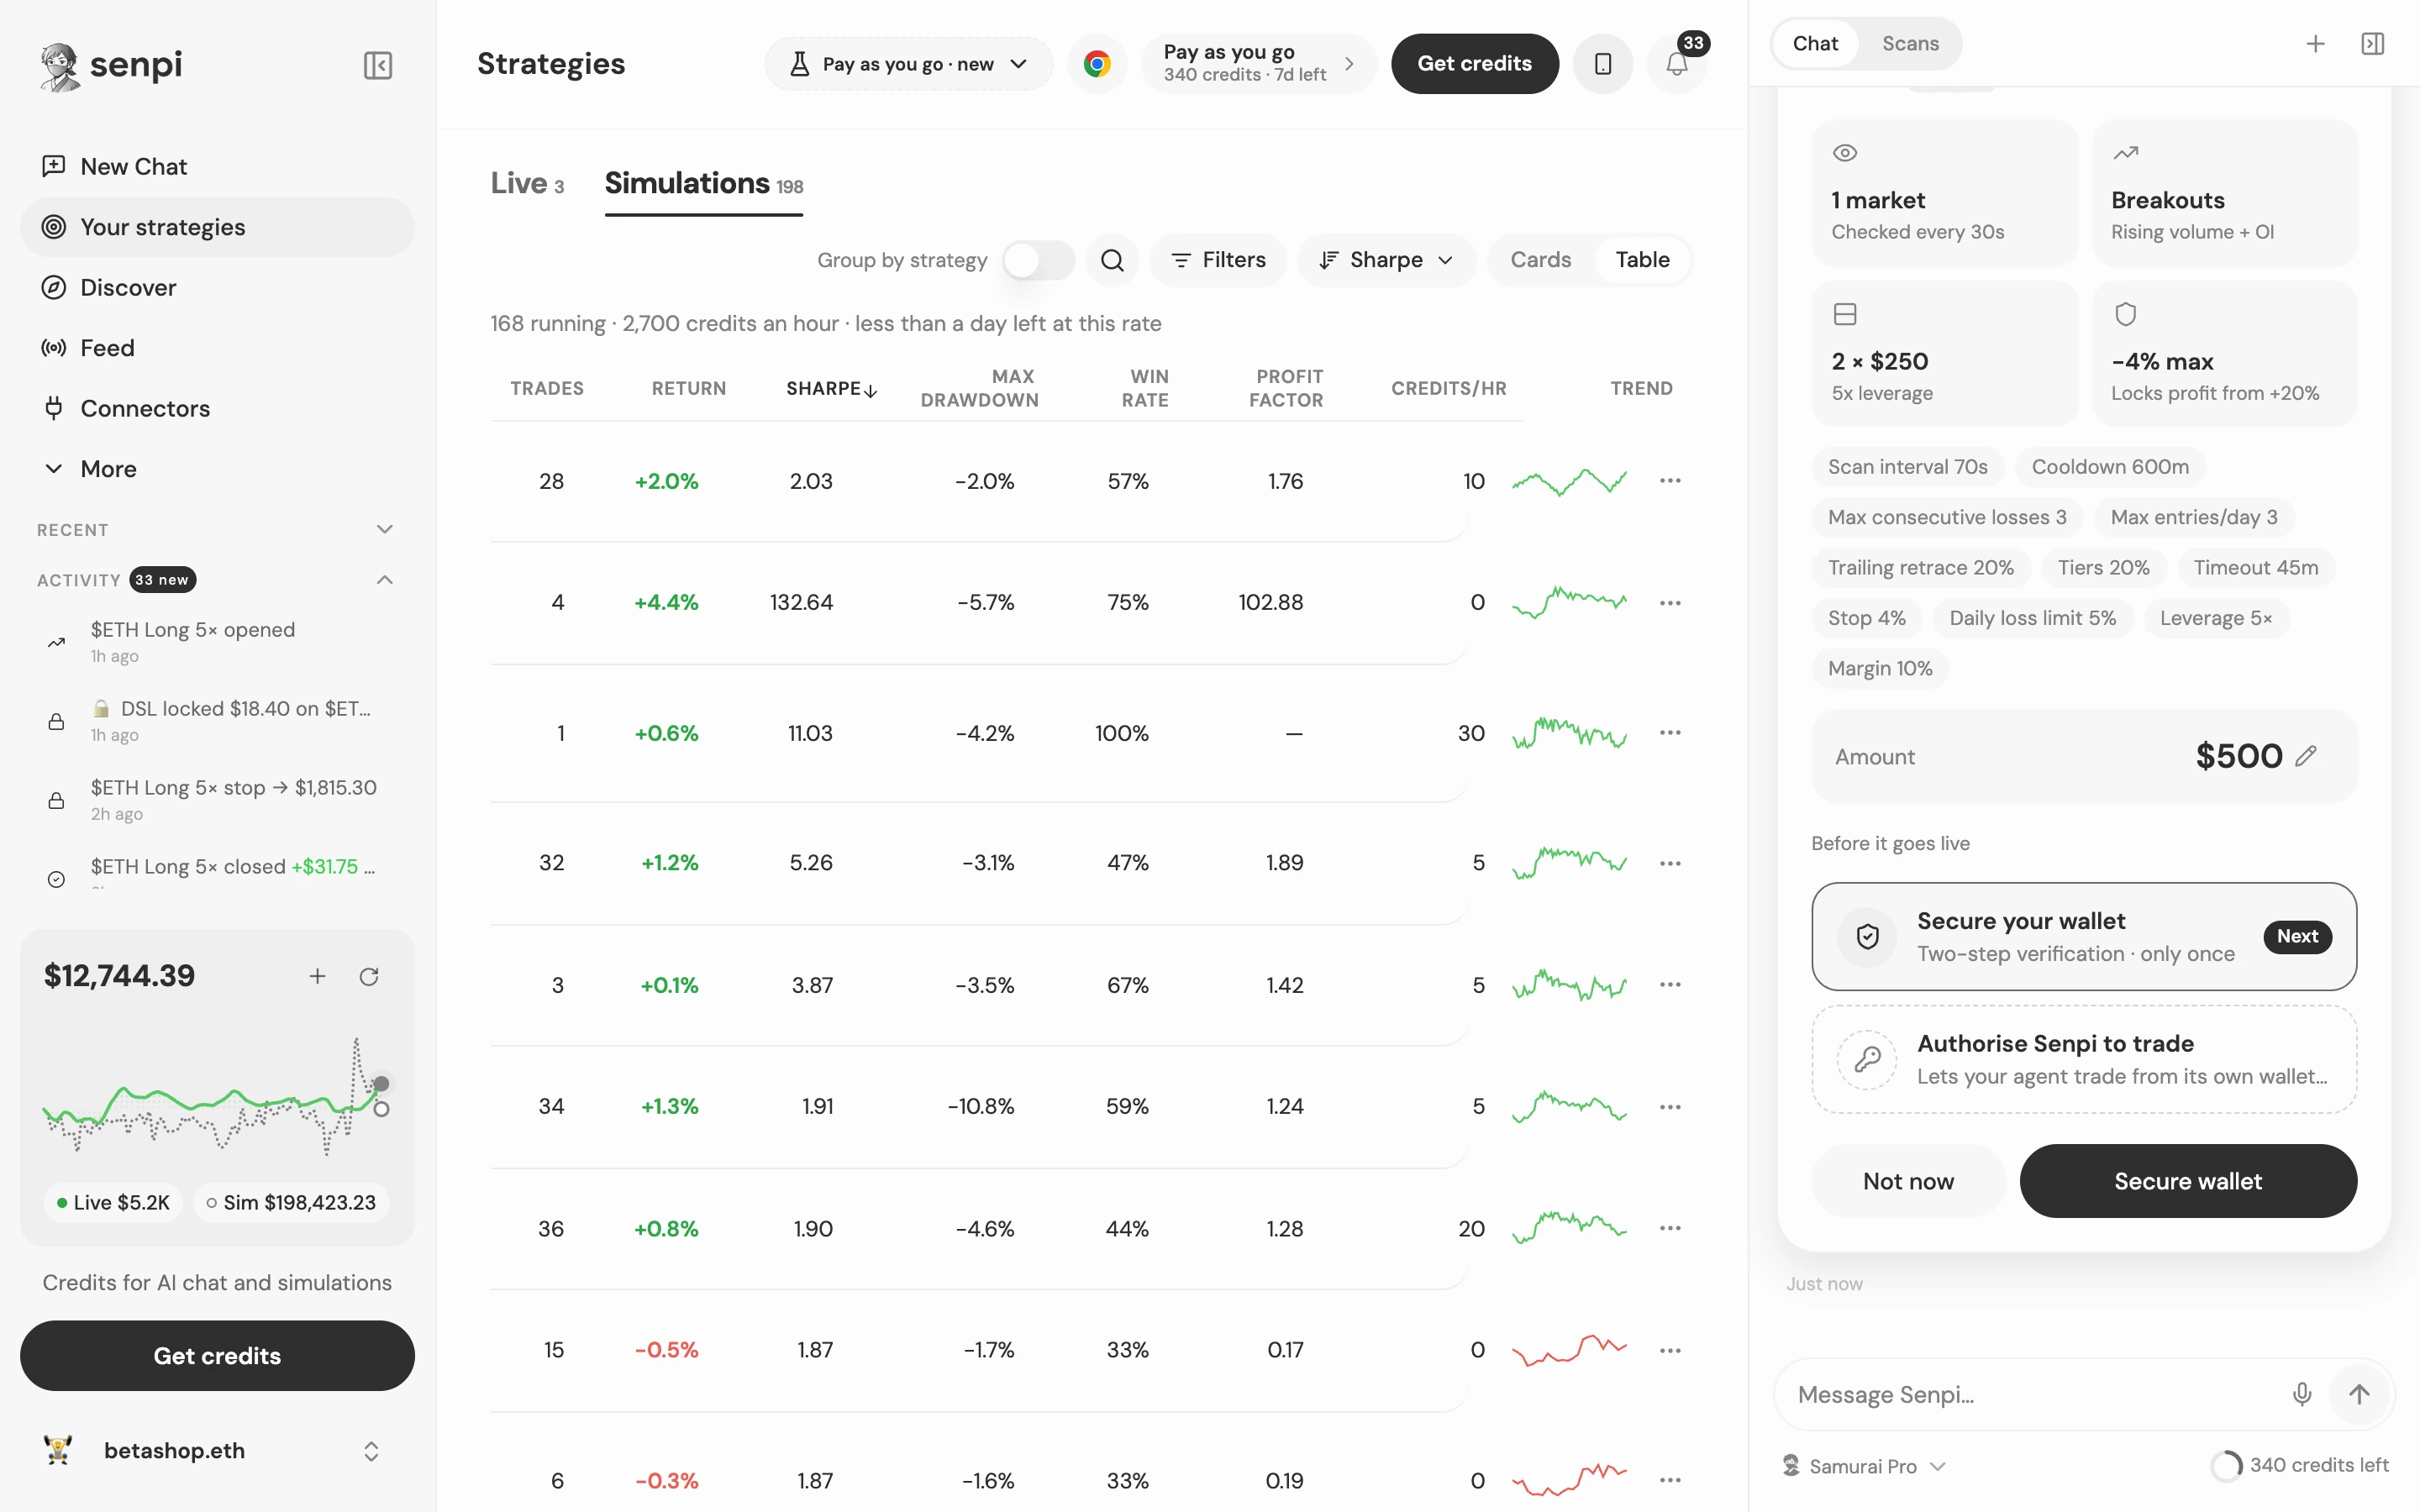 senpi
New Chat
Your strategies
Discover
Feed
Connectors
More
RECENT
ACTIVITY 33 new
$ETH Long 5× opened
1h ago
🔒 DSL locked $18.40 on $ET...
1h ago
$ETH Long 5× stop → $1,815.30
2h ago
$ETH Long 5× closed +$31.75 ...
$12,744.39
Live $5.2K
Sim $198,423.23
Credits for AI chat and simulations
Get credits
betashop.eth
Strategies
Pay as you go · new
Pay as you go
340 credits · 7d left
Get credits
33
Live 3
Simulations 198
Group by strategy
Filters
Sharpe
Cards
Table
168 running · 2,700 credits an hour · less than a day left at this rate
TRADES RETURN SHARPE↓ MAX DRAWDOWN WIN RATE PROFIT FACTOR CREDITS/HR TREND
28 +2.0% 2.03 -2.0% 57% 1.76 10
4 +4.4% 132.64 -5.7% 75% 102.88 0
1 +0.6% 11.03 -4.2% 100% — 30
32 +1.2% 5.26 -3.1% 47% 1.89 5
3 +0.1% 3.87 -3.5% 67% 1.42 5
34 +1.3% 1.91 -10.8% 59% 1.24 5
36 +0.8% 1.90 -4.6% 44% 1.28 20
15 -0.5% 1.87 -1.7% 33% 0.17 0
6 -0.3% 1.87 -1.6% 33% 0.19 0
Chat
Scans
1 market
Checked every 30s
Breakouts
Rising volume + OI
2 × $250
5x leverage
-4% max
Locks profit from +20%
Scan interval 70s
Cooldown 600m
Max consecutive losses 3
Max entries/day 3
Trailing retrace 20%
Tiers 20%
Timeout 45m
Stop 4%
Daily loss limit 5%
Leverage 5×
Margin 10%
Amount
$500
Before it goes live
Secure your wallet
Two-step verification · only once
Next
Authorise Senpi to trade
Lets your agent trade from its own wallet...
Not now
Secure wallet
Just now
Message Senpi...
Samurai Pro
340 credits left